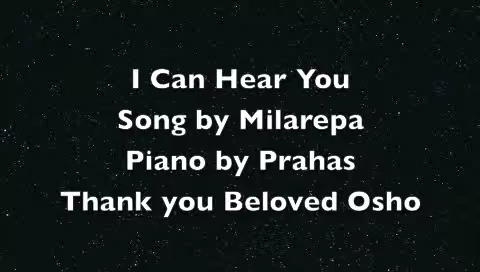 I Can Hear You
Song by Milarepa
Piano by Prahas
Thank you Beloved Osho